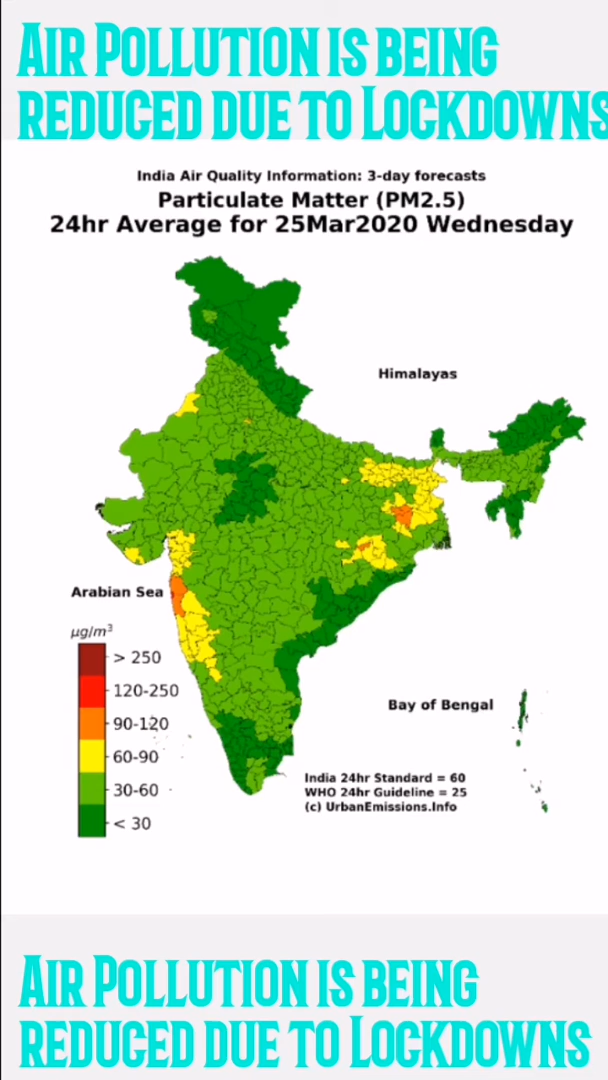 AIR POLLUTION IS BEING
REDUCED DUE TO LOCKDOWNS
India Air Quality Information: 3-day forecasts
Particulate Matter (PM2.5)
24hr Average for 25Mar2020 Wednesday
Himalayas
Arabian Sea
µg/m³
> 250
120-250
90-120
60-90
30-60
< 30
Bay of Bengal
India 24hr Standard = 60
WHO 24hr Guideline = 25
(c) UrbanEmissions.Info
AIR POLLUTION IS BEING
REDUCED DUE TO LOCKDOWNS